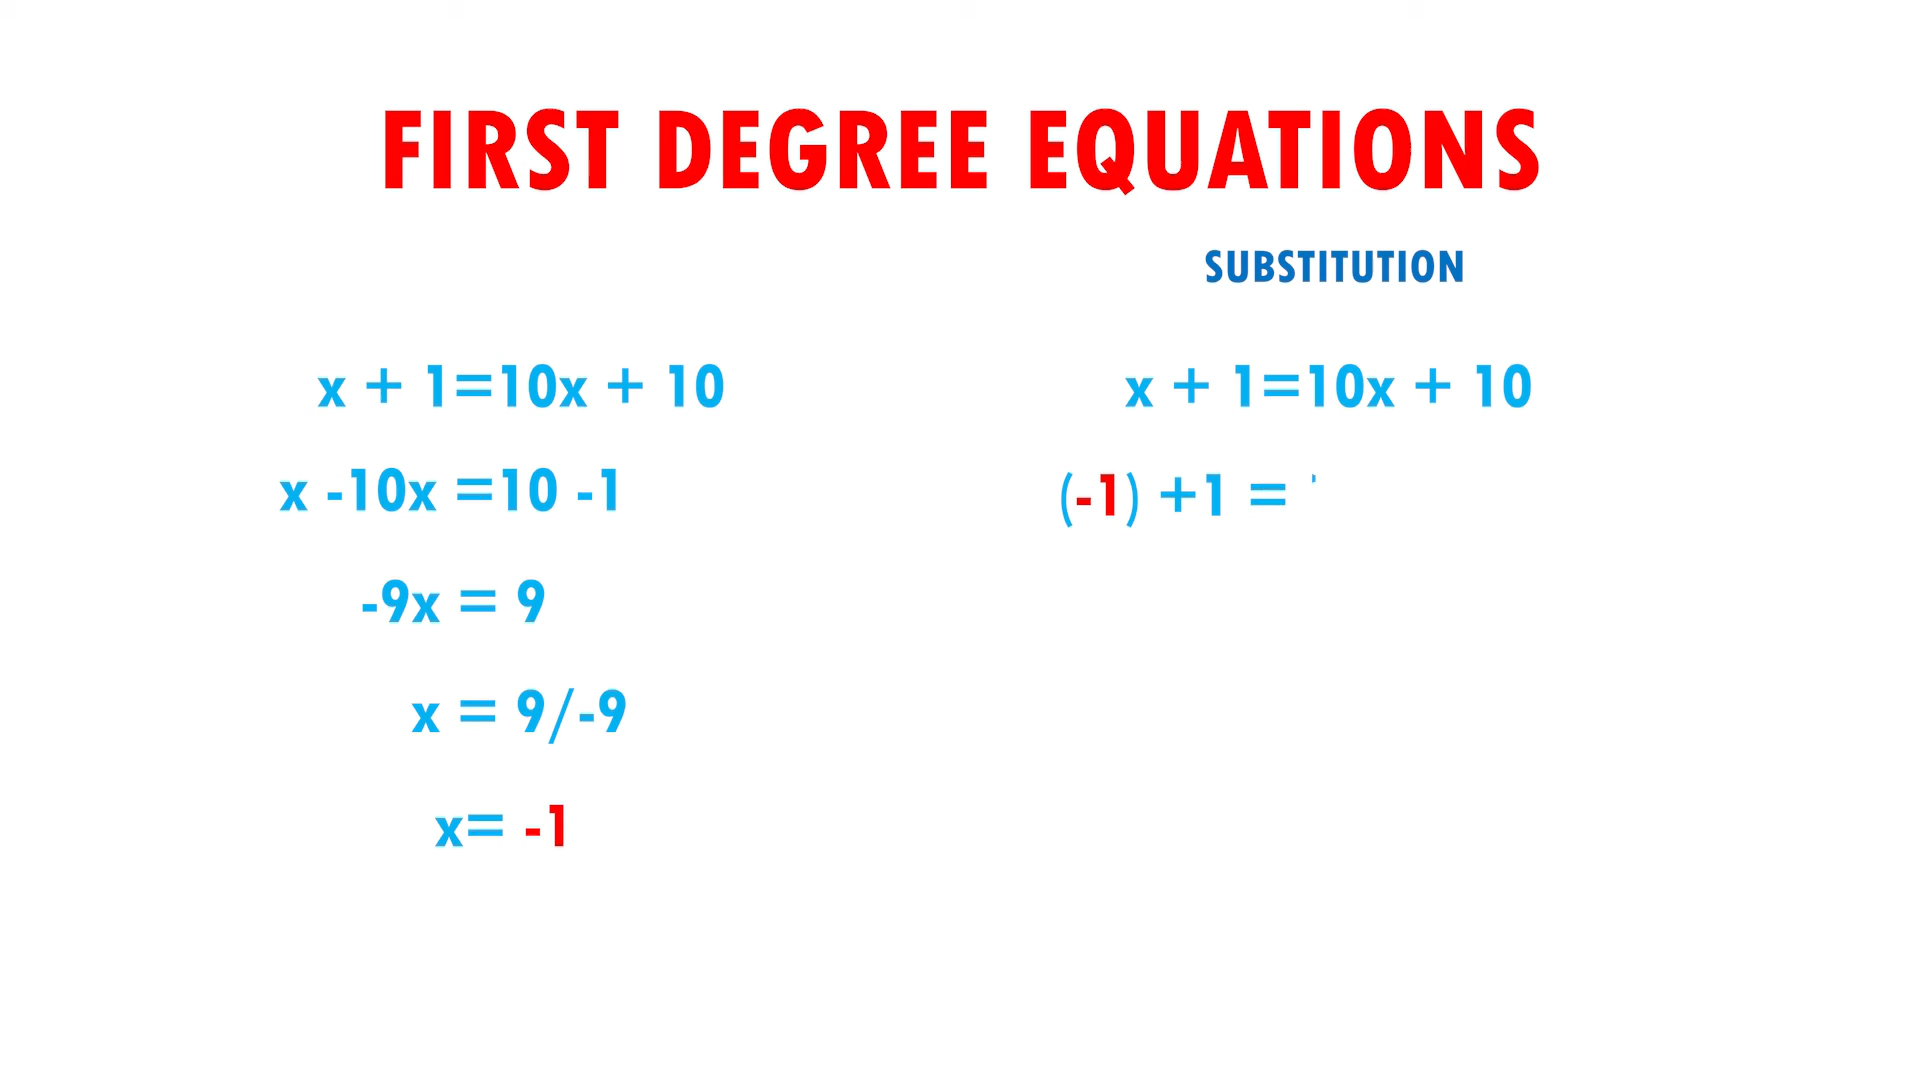 FIRST DEGREE EQUATIONS
SUBSTITUTION
x + 1=10x + 10
x -10x =10 -1
-9x = 9
x = 9/-9
x= -1
x + 1=10x + 10
(-1) +1 =